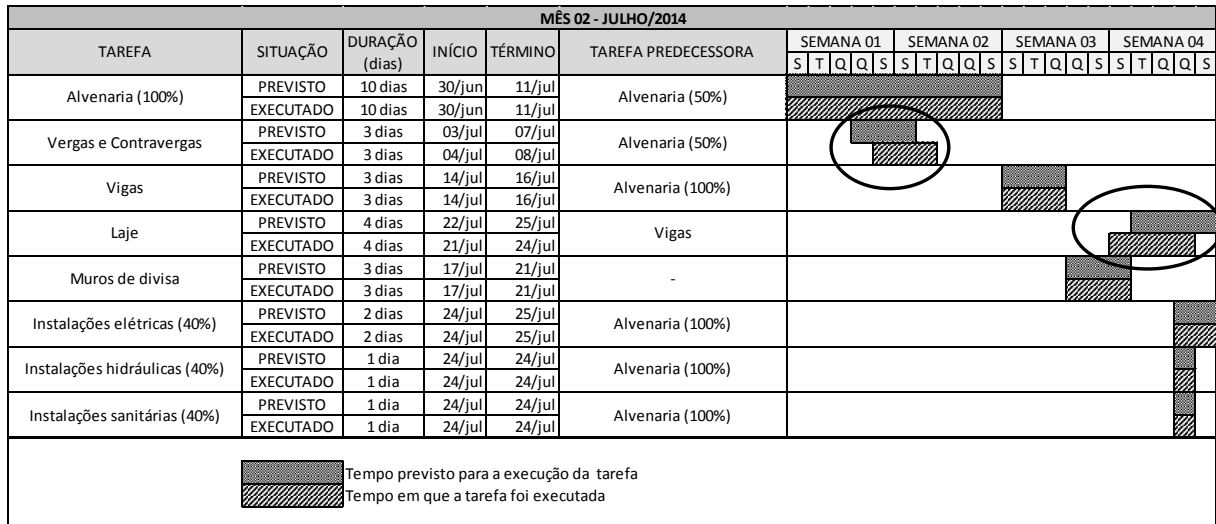 MÊS 02 - JULHO/2014
TAREFA SITUAÇÃO DURAÇÃO (dias) INÍCIO TÉRMINO TAREFA PREDECESSORA SEMANA 01 SEMANA 02 SEMANA 03 SEMANA 04
S T Q Q S S T Q Q S S T Q Q S S T Q Q S
Alvenaria (100%) PREVISTO 10 dias 30/jun 11/jul Alvenaria (50%)
EXECUTADO 10 dias 30/jun 11/jul
Vergas e Contravergas PREVISTO 3 dias 03/jul 07/jul Alvenaria (50%)
EXECUTADO 3 dias 04/jul 08/jul
Vigas PREVISTO 3 dias 14/jul 16/jul Alvenaria (100%)
EXECUTADO 3 dias 14/jul 16/jul
Laje PREVISTO 4 dias 22/jul 25/jul Vigas
EXECUTADO 4 dias 21/jul 24/jul
Muros de divisa PREVISTO 3 dias 17/jul 21/jul -
EXECUTADO 3 dias 17/jul 21/jul
Instalações elétricas (40%) PREVISTO 2 dias 24/jul 25/jul Alvenaria (100%)
EXECUTADO 2 dias 24/jul 25/jul
Instalações hidráulicas (40%) PREVISTO 1 dia 24/jul 24/jul Alvenaria (100%)
EXECUTADO 1 dia 24/jul 24/jul
Instalações sanitárias (40%) PREVISTO 1 dia 24/jul 24/jul Alvenaria (100%)
EXECUTADO 1 dia 24/jul 24/jul
Tempo previsto para a execução da tarefa
Tempo em que a tarefa foi executada